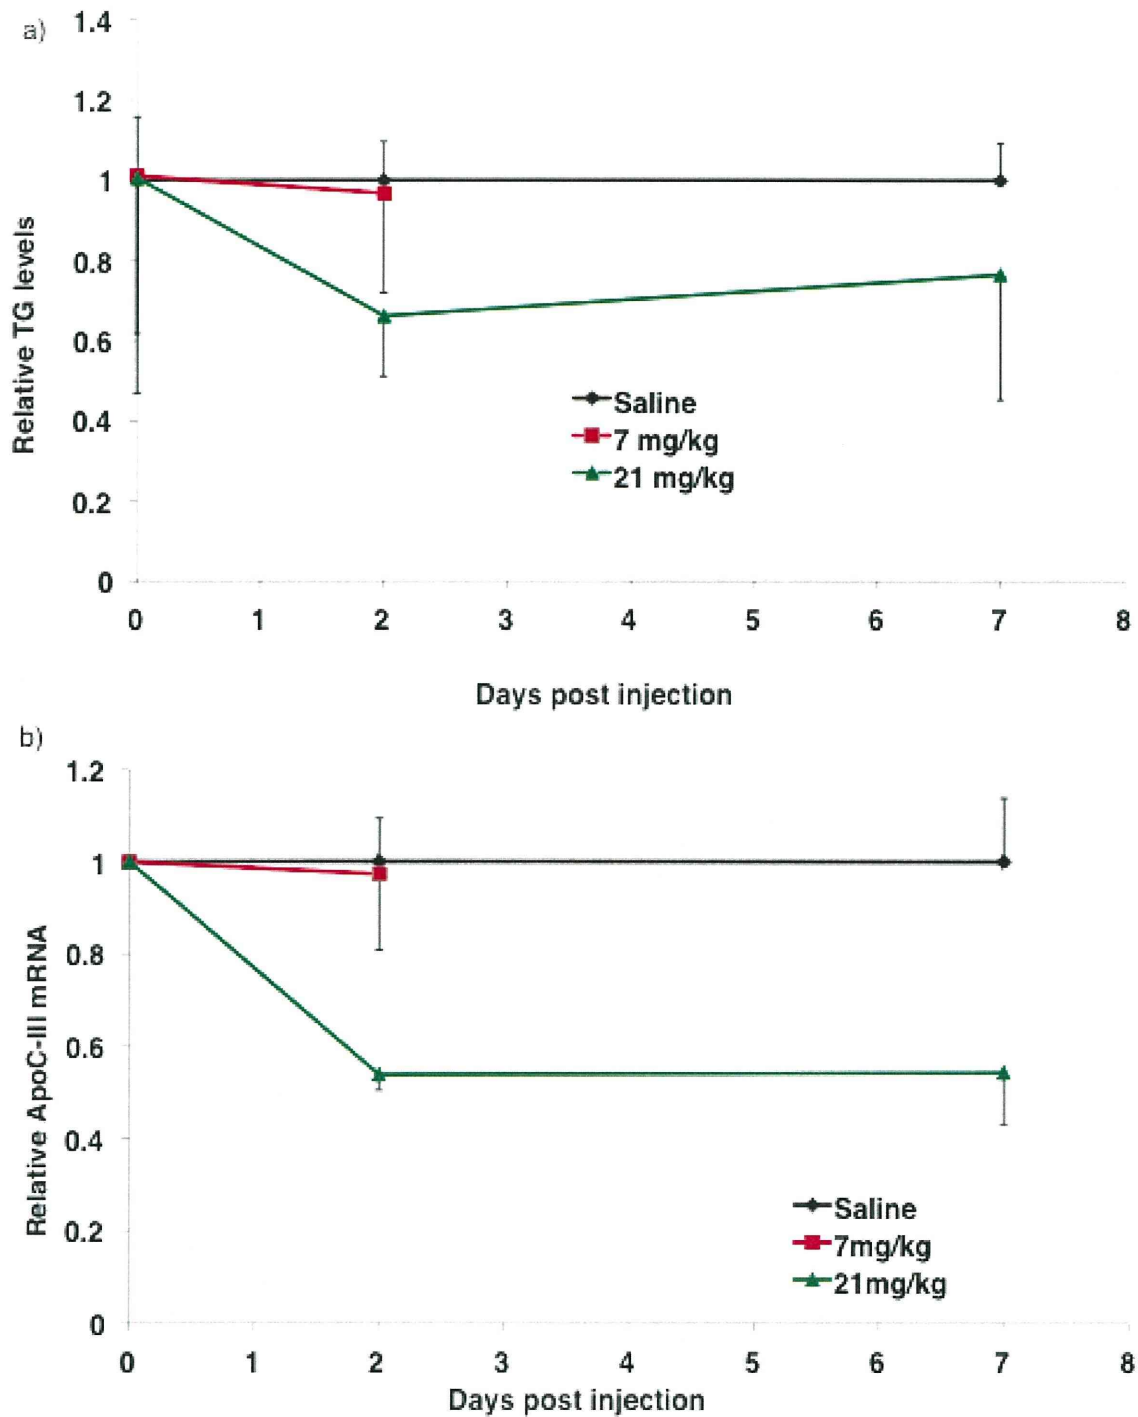 a)
1.4
1.2
1
0.8
0.6
0.4
0.2
0
Relative TG levels
Saline
7 mg/kg
21 mg/kg
0 1 2 3 4 5 6 7 8
Days post injection
b)
1.2
1
0.8
0.6
0.4
0.2
0
Relative ApoC-III mRNA
Saline
7mg/kg
21mg/kg
0 1 2 3 4 5 6 7 8
Days post injection